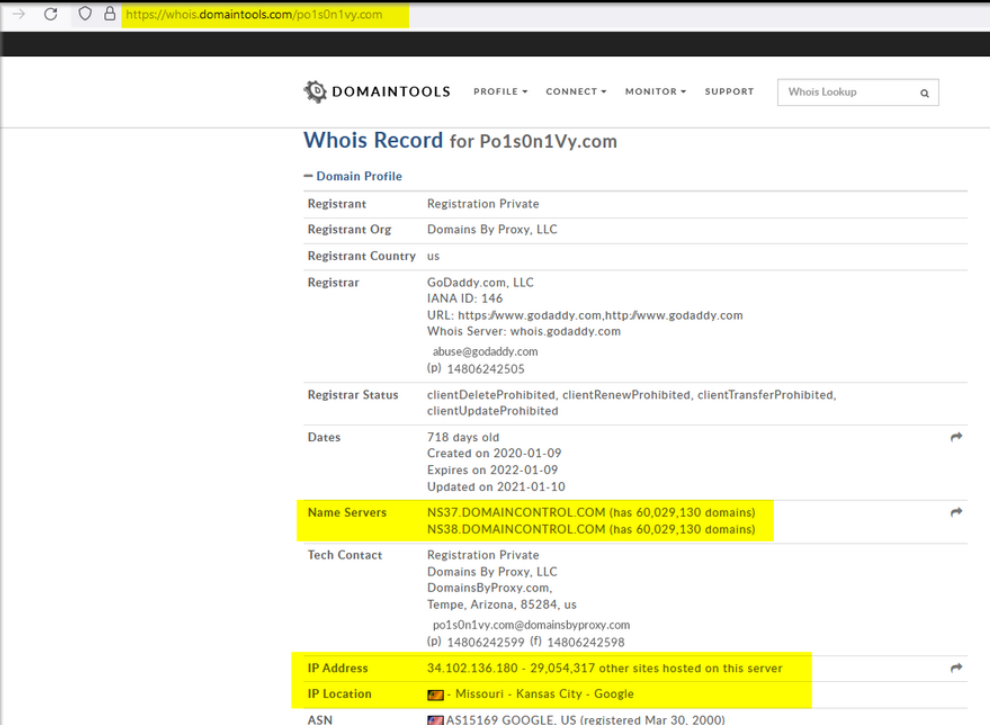 https://whois.domaintools.com/po1s0n1vy.com
DOMAINTOOLS PROFILE CONNECT MONITOR SUPPORT Whois Lookup
Whois Record for Po1s0n1Vy.com
Domain Profile
Registrant Registration Private
Registrant Org Domains By Proxy, LLC
Registrant Country us
Registrar GoDaddy.com, LLC
IANA ID: 146
URL: https://www.godaddy.com,http://www.godaddy.com
Whois Server: whois.godaddy.com
abuse@godaddy.com
(p) 14806242505
Registrar Status clientDeleteProhibited, clientRenewProhibited, clientTransferProhibited,
clientUpdateProhibited
Dates 718 days old
Created on 2020-01-09
Expires on 2022-01-09
Updated on 2021-01-10
Name Servers NS37.DOMAINCONTROL.COM (has 60,029,130 domains)
NS38.DOMAINCONTROL.COM (has 60,029,130 domains)
Tech Contact Registration Private
Domains By Proxy, LLC
DomainsByProxy.com,
Tempe, Arizona, 85284, us
po1s0n1vy.com@domainsbyproxy.com
(p) 14806242599 (f) 14806242598
IP Address 34.102.136.180 - 29,054,317 other sites hosted on this server
IP Location - Missouri - Kansas City - Google
ASN AS15169 GOOGLE, US (registered Mar 30, 2000)